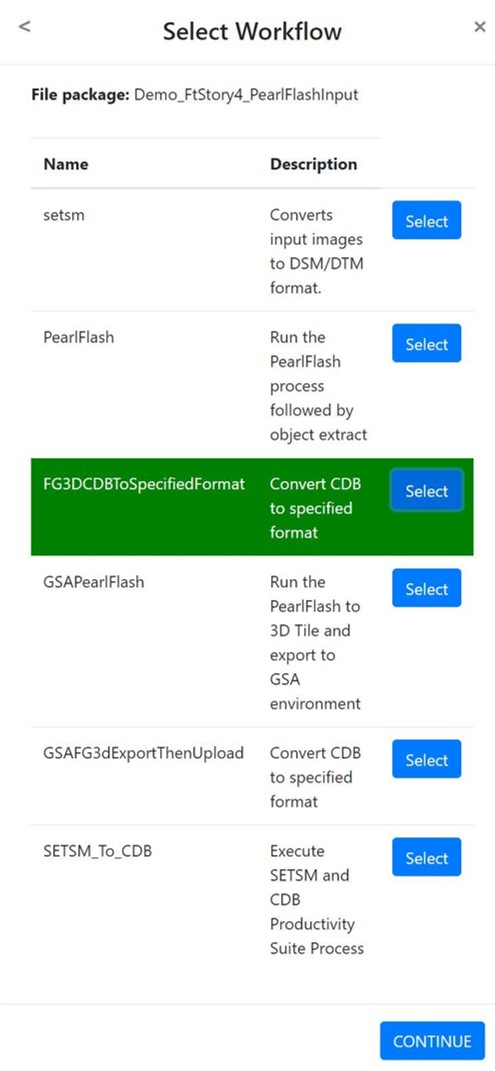 <
Select Workflow
×
File package: Demo_FtStory4_PearlFlashInput
Name Description
setsm
Converts
input images
to DSM/DTM
format.
Select
PearlFlash
Run the
PearlFlash
process
followed by
object extract
Select
FG3DCDBToSpecifiedFormat
Convert CDB
to specified
format
Select
GSAPearlFlash
Run the
PearlFlash to
3D Tile and
export to
GSA
environment
Select
GSAFG3dExportThenUpload
Convert CDB
to specified
format
Select
SETSM_To_CDB
Execute
SETSM and
CDB
Productivity
Suite Process
Select
CONTINUE